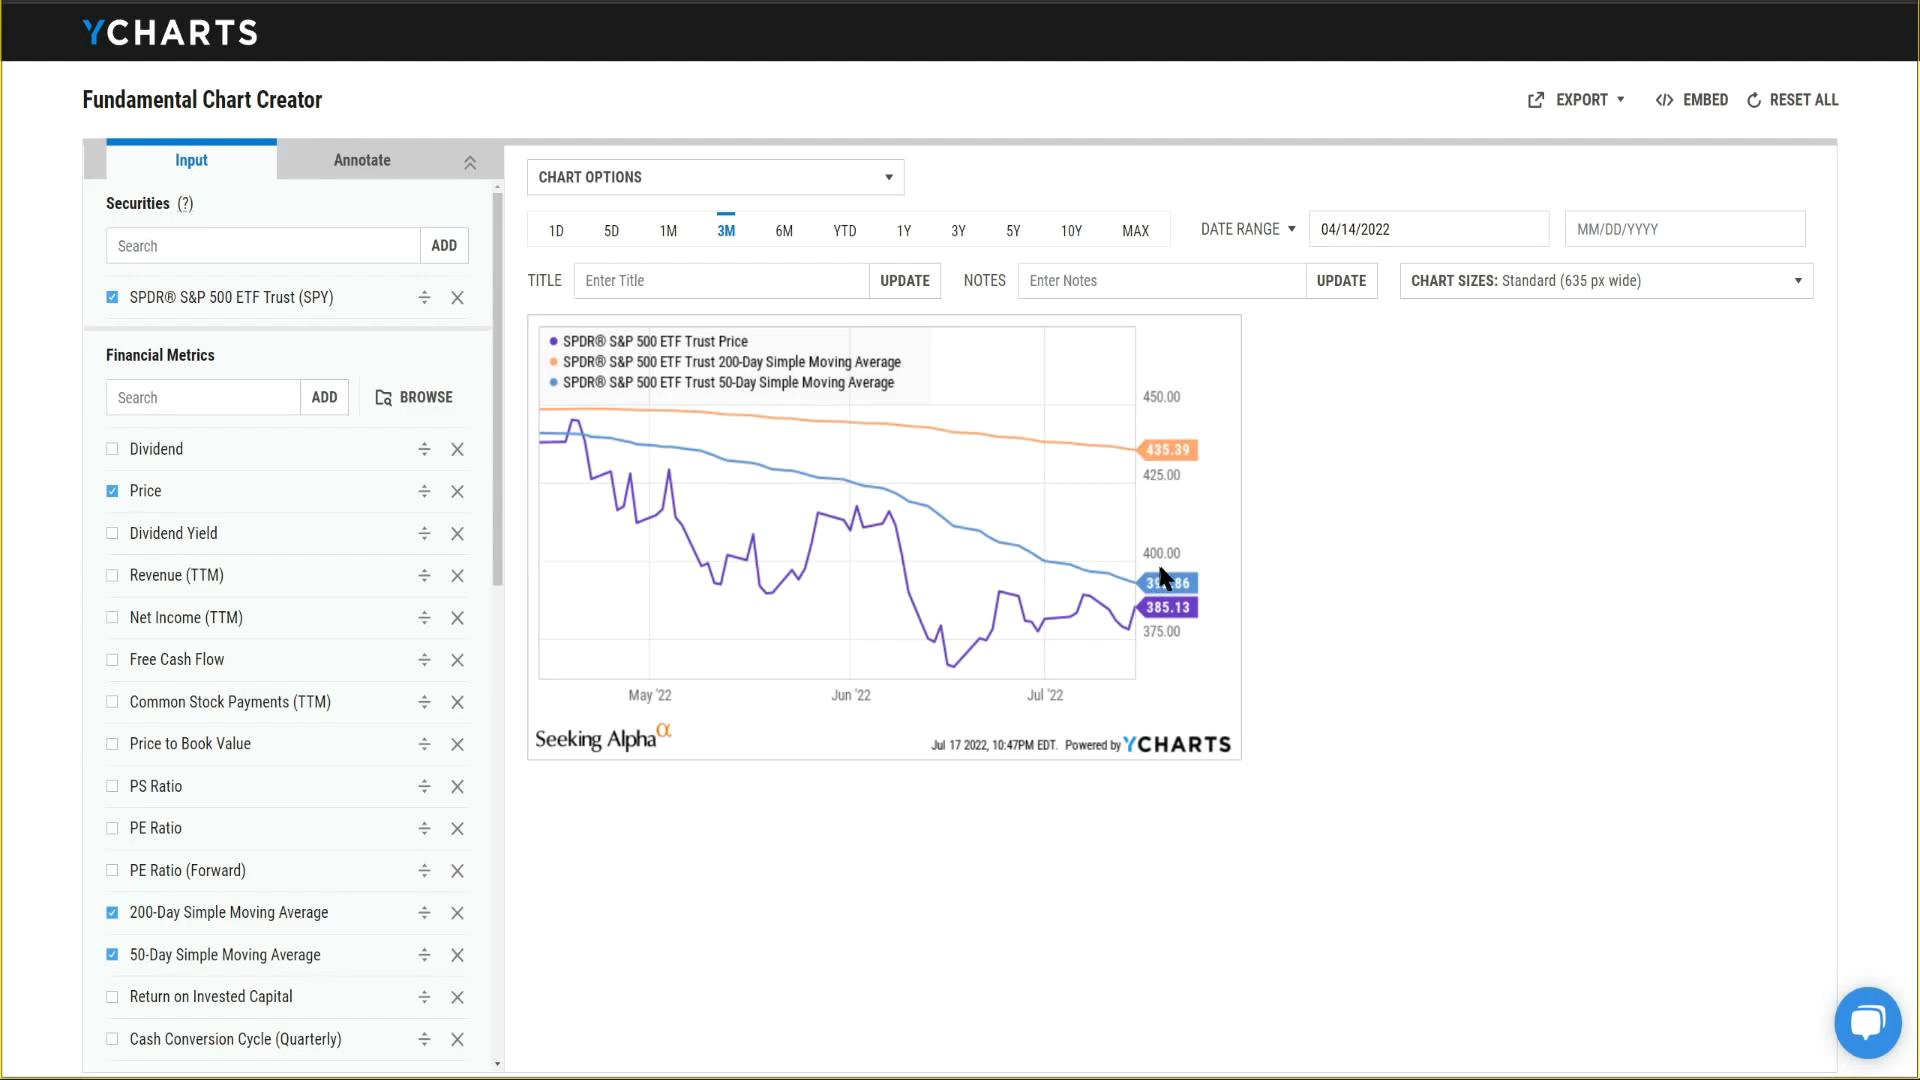 YCHARTS
Fundamental Chart Creator
EXPORT
</> EMBED
RESET ALL
Input
Annotate
Securities (?)
Search
ADD
SPDR® S&P 500 ETF Trust (SPY)
Financial Metrics
Search
ADD
BROWSE
Dividend
Price
Dividend Yield
Revenue (TTM)
Net Income (TTM)
Free Cash Flow
Common Stock Payments (TTM)
Price to Book Value
PS Ratio
PE Ratio
PE Ratio (Forward)
200-Day Simple Moving Average
50-Day Simple Moving Average
Return on Invested Capital
Cash Conversion Cycle (Quarterly)
CHART OPTIONS
1D 5D 1M 3M 6M YTD 1Y 3Y 5Y 10Y MAX
DATE RANGE
04/14/2022
MM/DD/YYYY
TITLE
Enter Title
UPDATE
NOTES
Enter Notes
UPDATE
CHART SIZES: Standard (635 px wide)
SPDR® S&P 500 ETF Trust Price
SPDR® S&P 500 ETF Trust 200-Day Simple Moving Average
SPDR® S&P 500 ETF Trust 50-Day Simple Moving Average
450.00
435.39
425.00
400.00
385.13
375.00
May '22
Jun '22
Jul '22
Seeking Alphaα
Jul 17 2022, 10:47PM EDT. Powered by YCHARTS